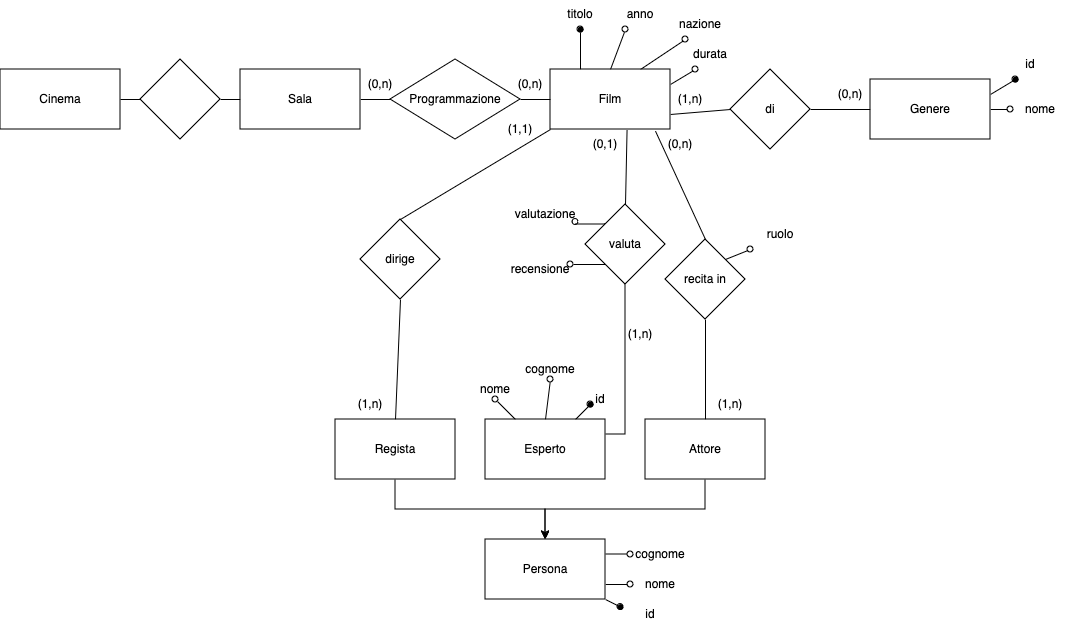 titolo
anno
nazione
durata
id
nome
Cinema
Sala
(0,n)
Programmazione
(0,n)
Film
(1,n)
di
(0,n)
Genere
(1,1)
(0,1)
(0,n)
valutazione
recensione
valuta
ruolo
dirige
recita in
(1,n)
nome
cognome
id
(1,n)
(1,n)
Regista
Esperto
Attore
Persona
cognome
nome
id